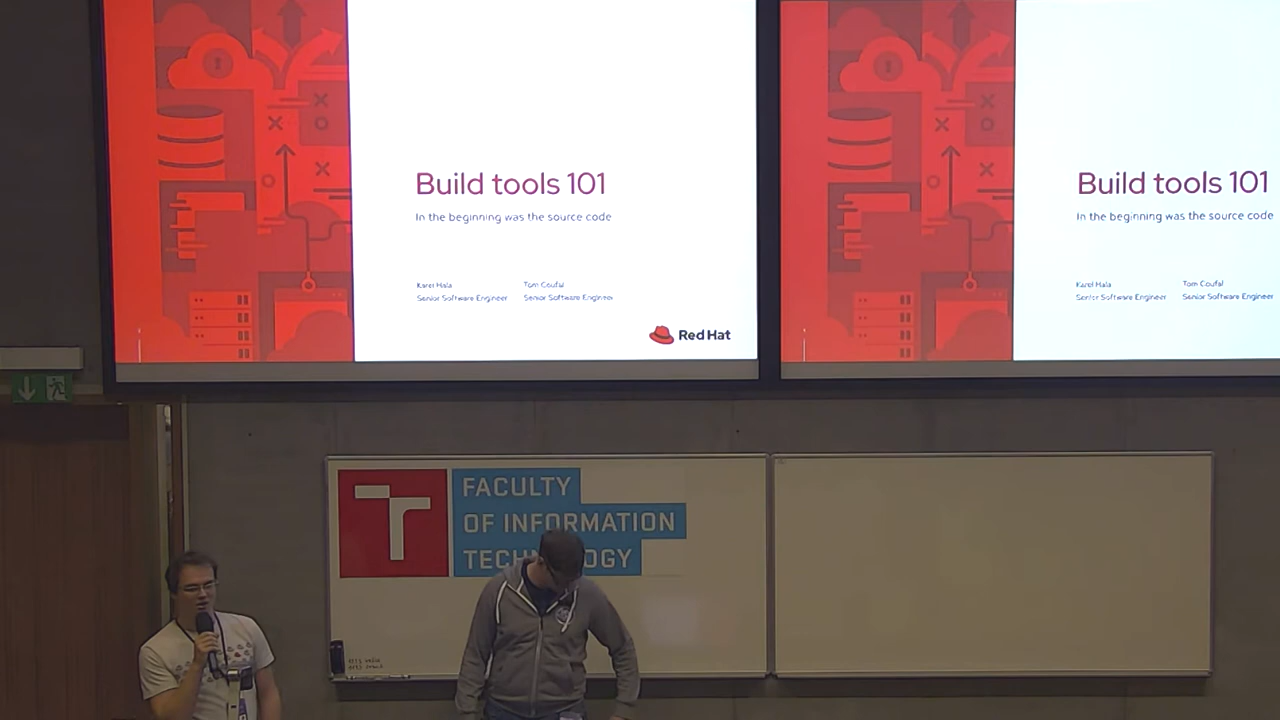 Build tools 101
In the beginning was the source code
Karel Hala
Tom Coufal
Senior Software Engineer
Senior Software Engineer
Red Hat
Build tools 101
In the beginning was the source code
Karel Hala
Tom Coufal
Senior Software Engineer
Senior Software Engineer
FACULTY
OF INFORMATION